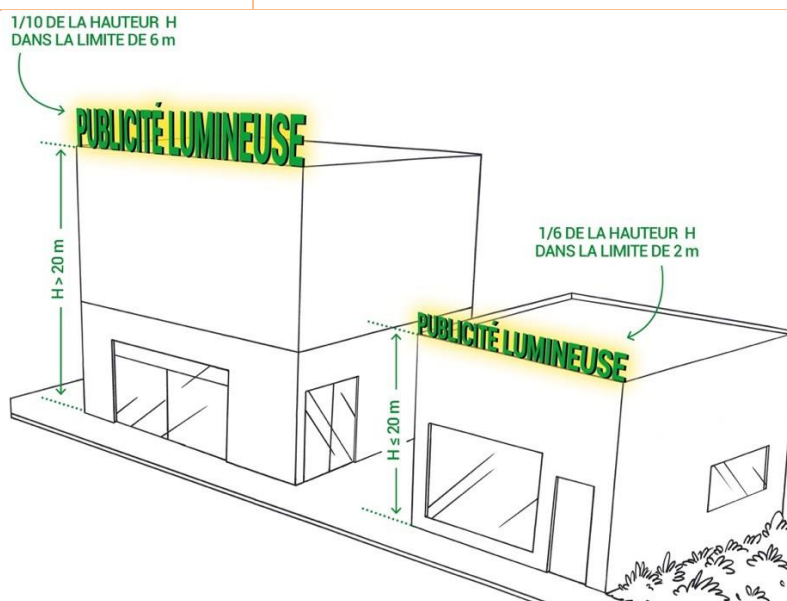 1/10 DE LA HAUTEUR H
DANS LA LIMITE DE 6 m
PUBLICITÉ LUMINEUSE
H > 20 m
1/6 DE LA HAUTEUR H
DANS LA LIMITE DE 2 m
PUBLICITÉ LUMINEUSE
H ≤ 20 m